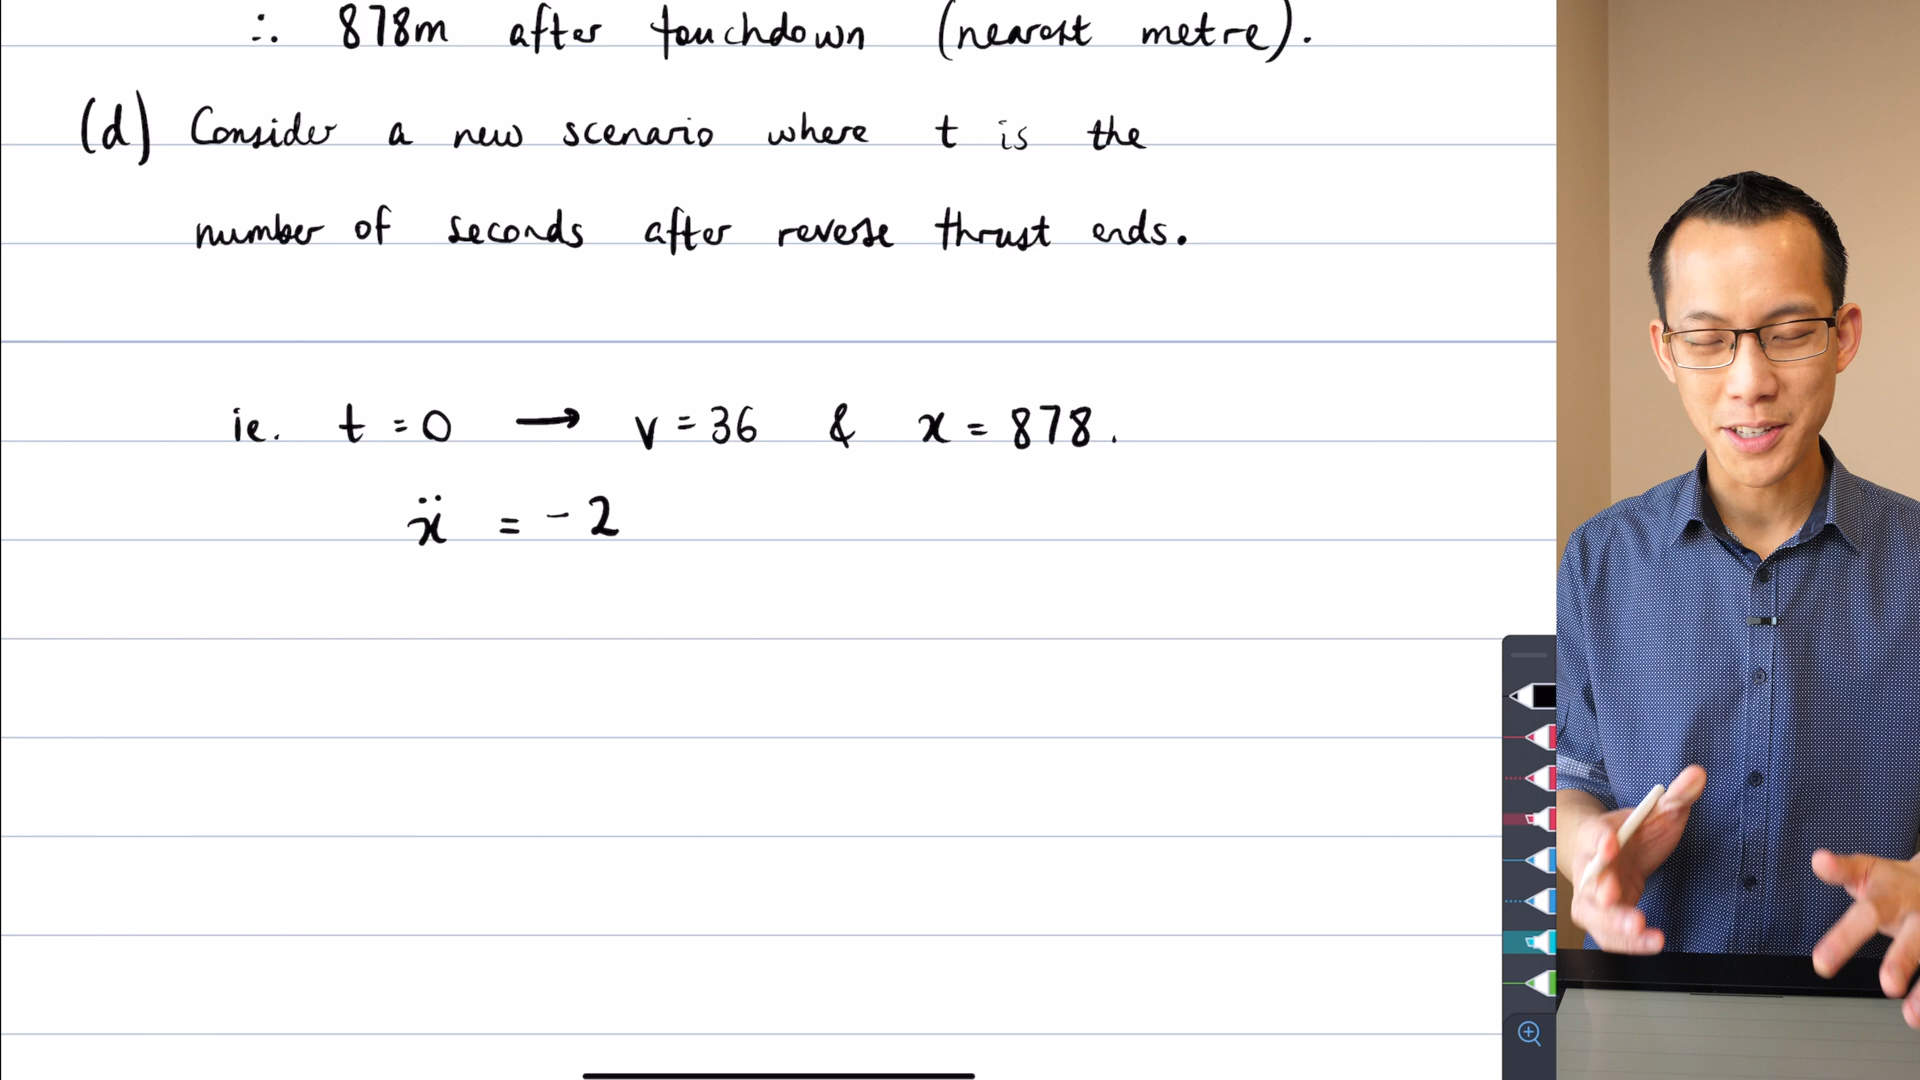 ∴ 878m after touchdown (nearest metre).
(d) Consider a new scenario where t is the
number of seconds after reverse thrust ends.
ie. t = 0 → v = 36 & x = 878.
ẍ = - 2